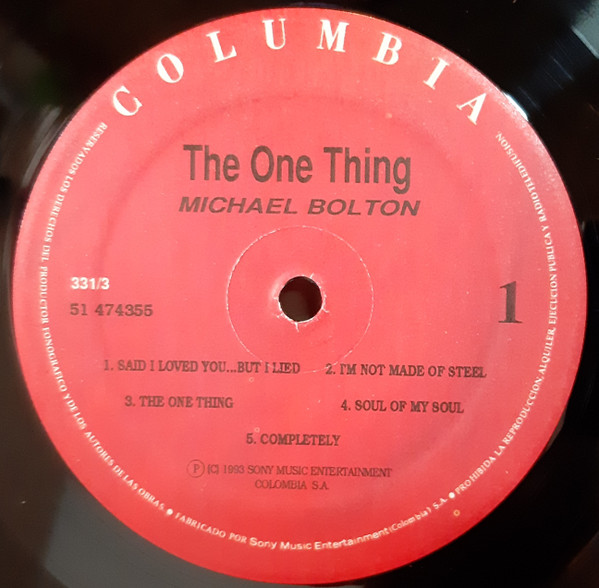 COLUMBIA
The One Thing
MICHAEL BOLTON
331/3
51 474355
1
1. SAID I LOVED YOU...BUT I LIED
2. I'M NOT MADE OF STEEL
3. THE ONE THING
4. SOUL OF MY SOUL
5. COMPLETELY
Ⓟ (C) 1993 SONY MUSIC ENTERTAINMENT
COLOMBIA S.A.
RESERVADOS LOS DERECHOS DEL PRODUCTOR FONOGRAFICO Y DE LOS AUTORES DE LAS OBRAS. ● FABRICADO POR Sony Music Entertainment (Colombia) S.A. ● PROHIBIDA LA REPRODUCCION, ALQUILER, EJECUCION PUBLICA Y RADIOTELEDIFUSION.